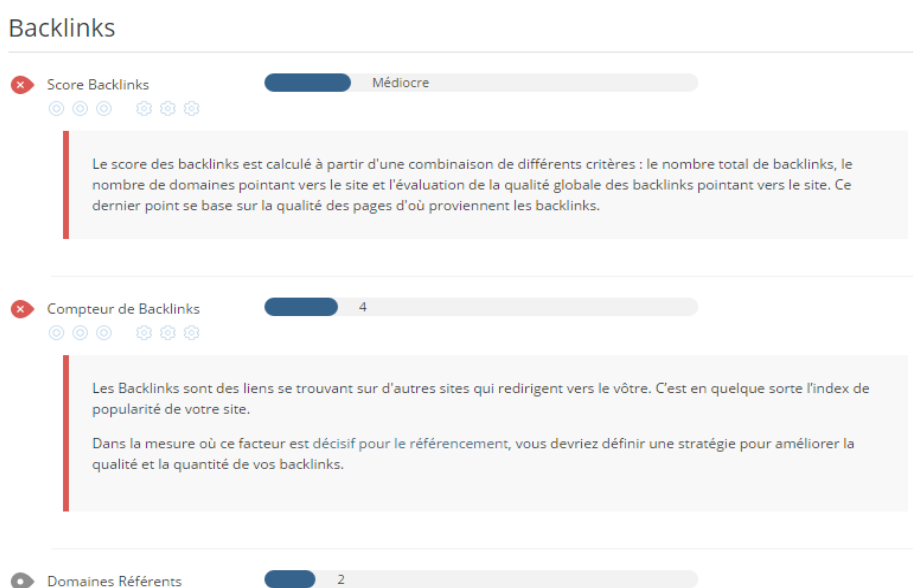 Backlinks
Score Backlinks
Médiocre
Le score des backlinks est calculé à partir d'une combinaison de différents critères : le nombre total de backlinks, le
nombre de domaines pointant vers le site et l'évaluation de la qualité globale des backlinks pointant vers le site. Ce
dernier point se base sur la qualité des pages d'où proviennent les backlinks.
Compteur de Backlinks
4
Les Backlinks sont des liens se trouvant sur d'autres sites qui redirigent vers le vôtre. C’est en quelque sorte l’index de
popularité de votre site.
Dans la mesure où ce facteur est décisif pour le référencement, vous devriez définir une stratégie pour améliorer la
qualité et la quantité de vos backlinks.
Domaines Référents
2